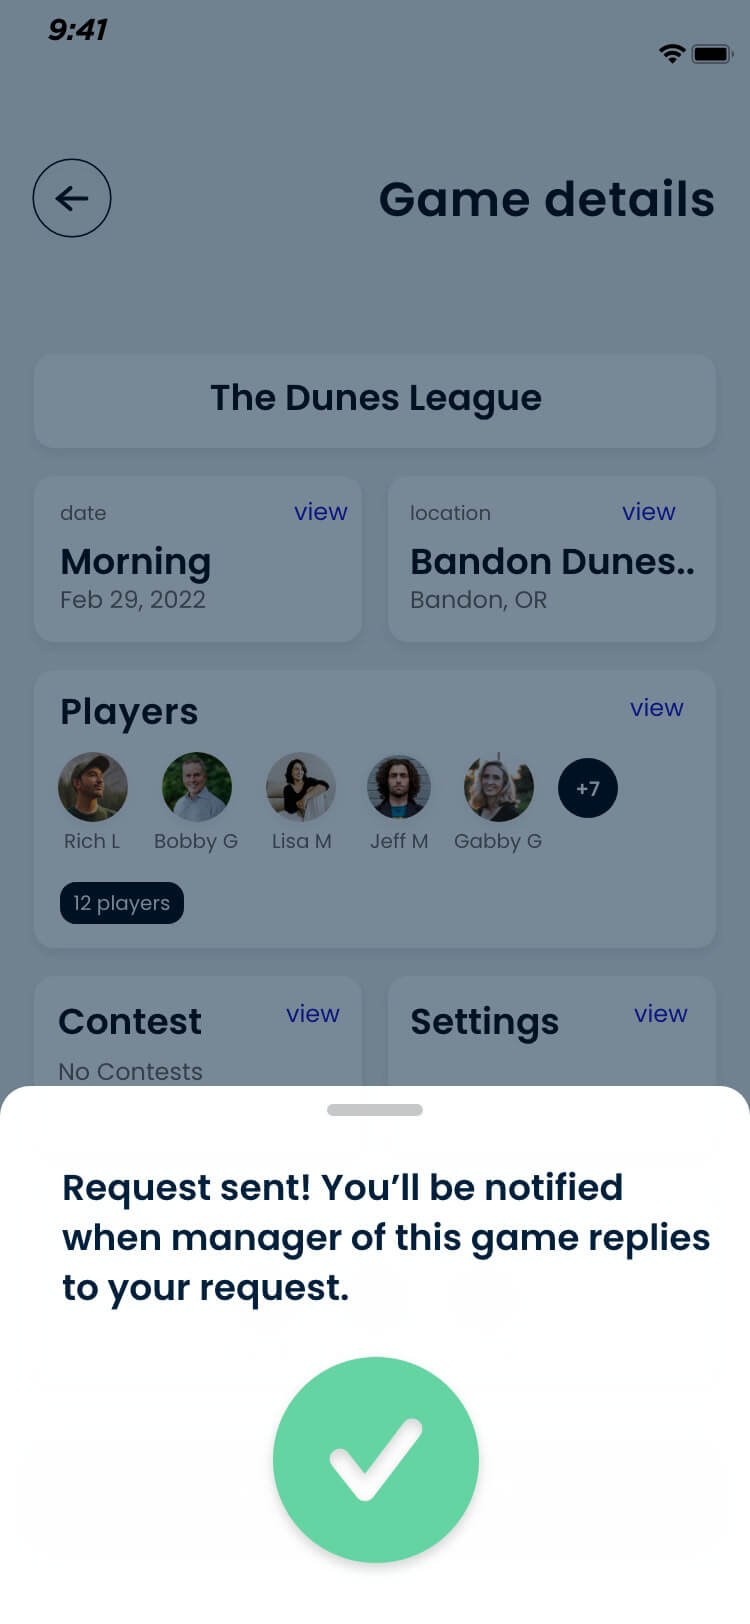 9:41
Game details
The Dunes League
date view
Morning
Feb 29, 2022
location view
Bandon Dunes..
Bandon, OR
Players view
Rich L Bobby G Lisa M Jeff M Gabby G +7
12 players
Contest view
No Contests
Settings view
Request sent! You’ll be notified
when manager of this game replies
to your request.